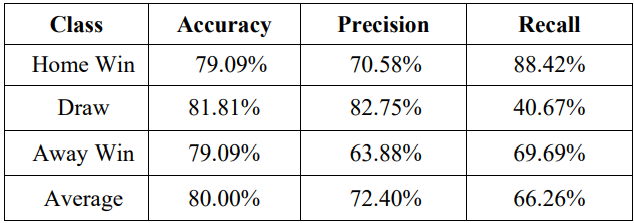 Class Accuracy Precision Recall
Home Win 79.09% 70.58% 88.42%
Draw 81.81% 82.75% 40.67%
Away Win 79.09% 63.88% 69.69%
Average 80.00% 72.40% 66.26%